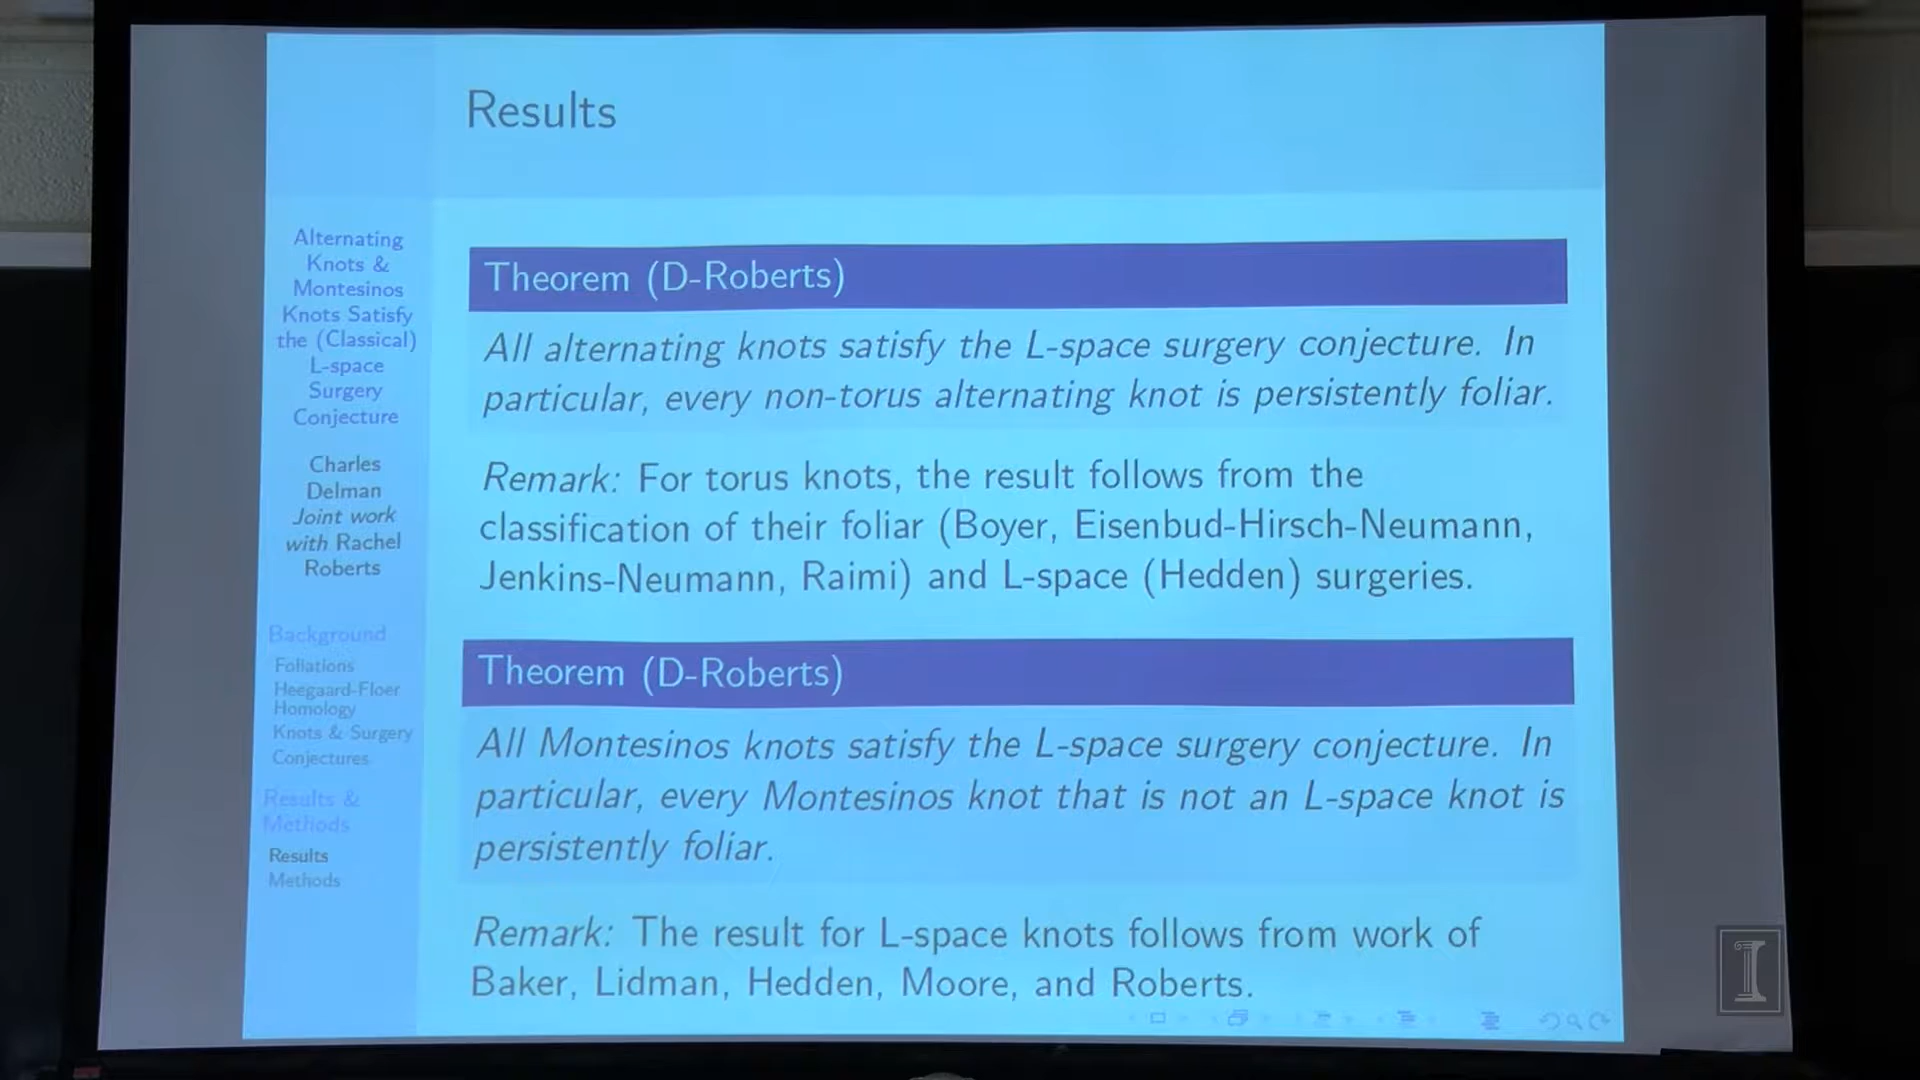 Results
Alternating
Knots &
Montesinos
Knots Satisfy
the (Classical)
L-space
Surgery
Conjecture
Charles
Delman
Joint work
with Rachel
Roberts
Background
Foliations
Heegaard-Floer
Homology
Knots & Surgery
Conjectures
Results &
Methods
Results
Methods
Theorem (D-Roberts)
All alternating knots satisfy the L-space surgery conjecture. In
particular, every non-torus alternating knot is persistently foliar.
Remark: For torus knots, the result follows from the
classification of their foliar (Boyer, Eisenbud-Hirsch-Neumann,
Jenkins-Neumann, Raimi) and L-space (Hedden) surgeries.
Theorem (D-Roberts)
All Montesinos knots satisfy the L-space surgery conjecture. In
particular, every Montesinos knot that is not an L-space knot is
persistently foliar.
Remark: The result for L-space knots follows from work of
Baker, Lidman, Hedden, Moore, and Roberts.
I